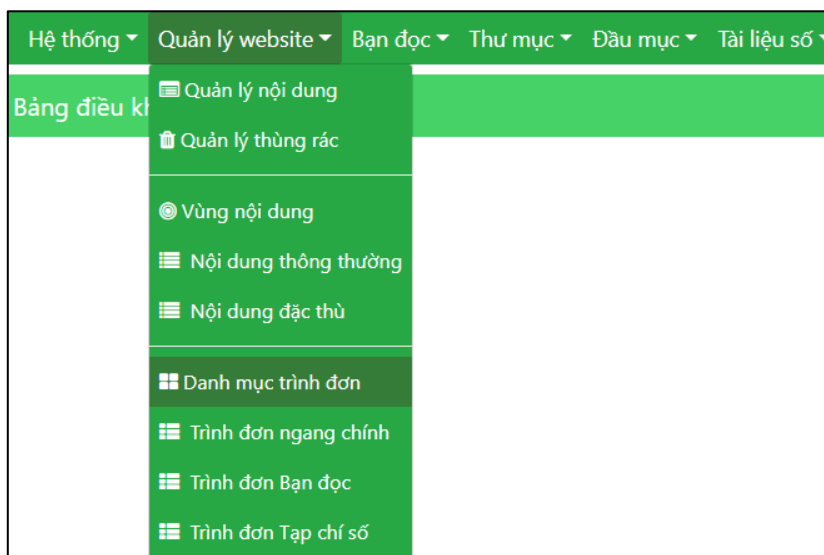 Hệ thống Quản lý website Bạn đọc Thư mục Đầu mục Tài liệu số
Bảng điều
Quản lý nội dung
Quản lý thùng rác
Vùng nội dung
Nội dung thông thường
Nội dung đặc thù
Danh mục trình đơn
Trình đơn ngang chính
Trình đơn Bạn đọc
Trình đơn Tạp chí số